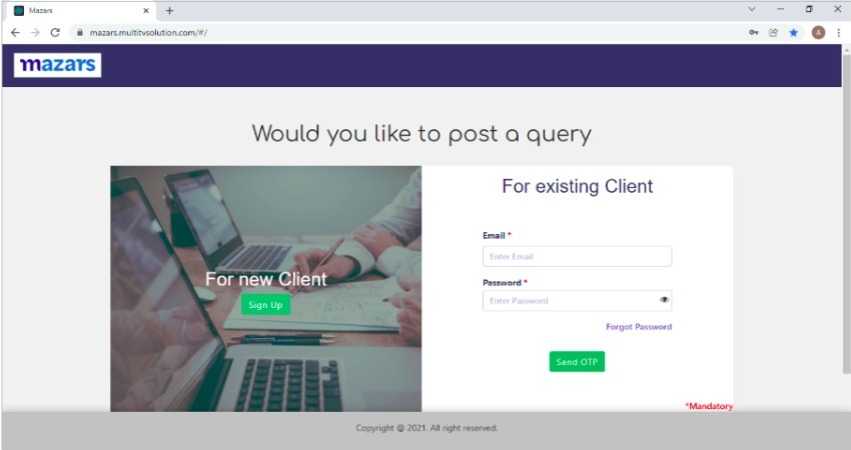 Mazars
mazars.multitvsolution.com/#/
A
mazars
Would you like to post a query
For new Client
Sign Up
For existing Client
Email *
Enter Email
Password *
Enter Password
Forgot Password
Send OTP
*Mandatory
Copyright @ 2021. All right reserved.